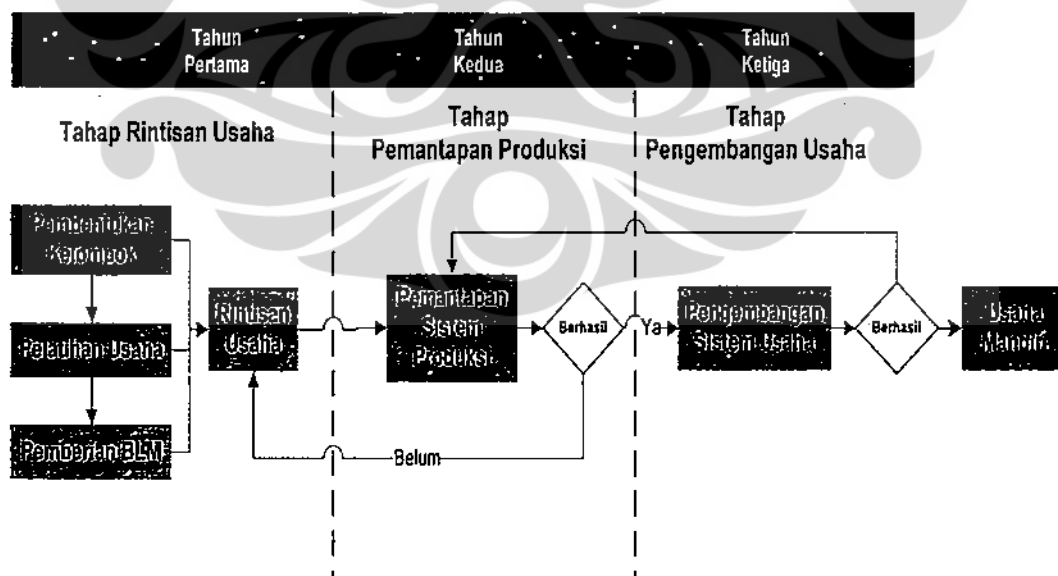 Tahun
Pertama
Tahun
Kedua
Tahun
Ketiga
Tahap Rintisan Usaha
Tahap
Pemantapan Produksi
Tahap
Pengembangan Usaha
Pembentukan
Kelompok
Pelatihan Usaha
Pemberian BLM
Rintisan
Usaha
Pemantapan
Sistem
Produksi
Berhasil
Ya
Belum
Pengembangan
Sistem Usaha
Berhasil
Usaha
Mandiri